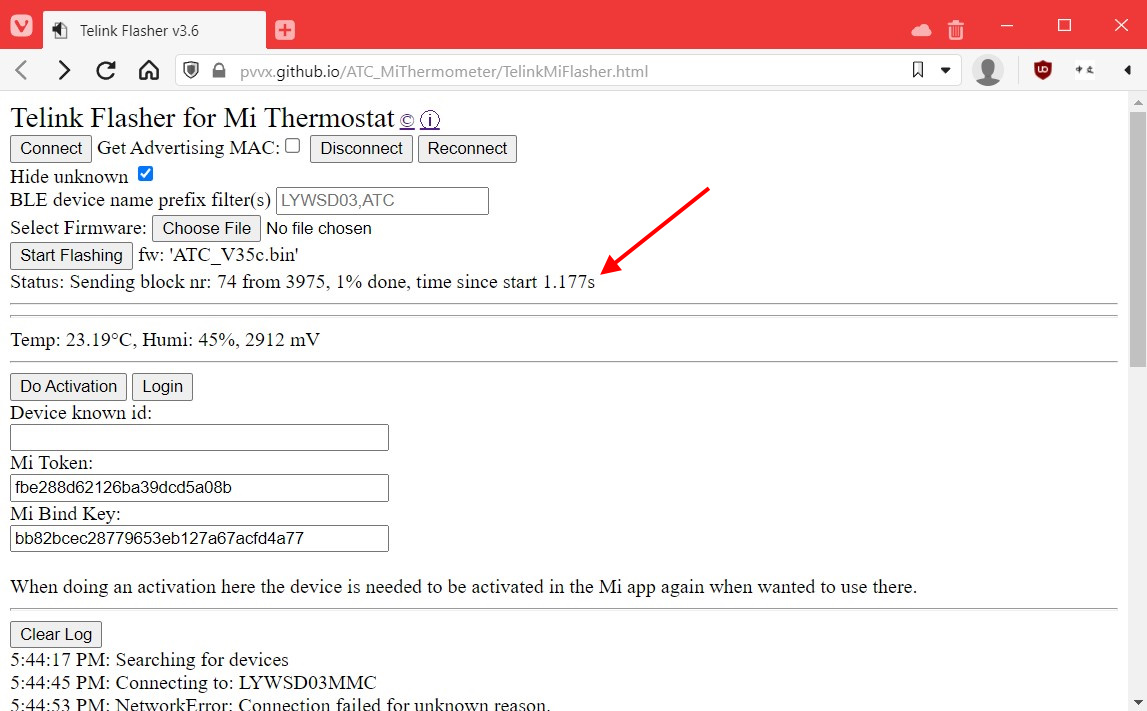 Telink Flasher v3.6
pvvx.github.io/ATC_MiThermometer/TelinkMiFlasher.html
Telink Flasher for Mi Thermostat © ⓘ
Connect Get Advertising MAC: Disconnect Reconnect
Hide unknown
BLE device name prefix filter(s) LYWSD03,ATC
Select Firmware: Choose File No file chosen
Start Flashing fw: 'ATC_V35c.bin'
Status: Sending block nr: 74 from 3975, 1% done, time since start 1.177s
Temp: 23.19°C, Humi: 45%, 2912 mV
Do Activation Login
Device known id:
Mi Token:
fbe288d62126ba39dcd5a08b
Mi Bind Key:
bb82bcec28779653eb127a67acfd4a77
When doing an activation here the device is needed to be activated in the Mi app again when wanted to use there.
Clear Log
5:44:17 PM: Searching for devices
5:44:45 PM: Connecting to: LYWSD03MMC
5:44:53 PM: NetworkError: Connection failed for unknown reason.